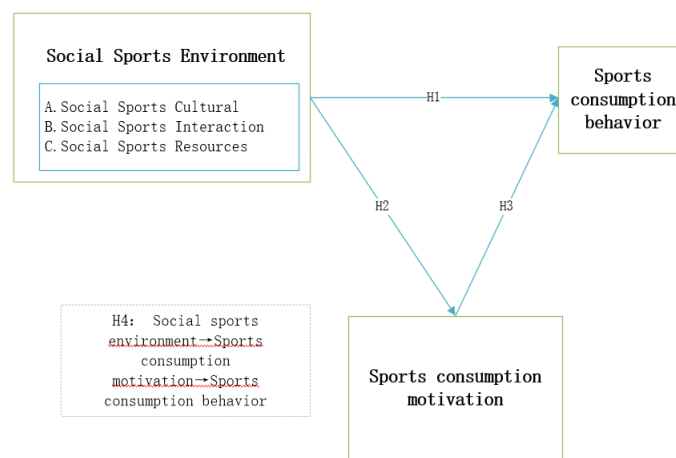 Social Sports Environment
A. Social Sports Cultural
B. Social Sports Interaction
C. Social Sports Resources
Sports
consumption
behavior
H1
H2
H3
H4: Social sports
environment→Sports
consumption
motivation→Sports
consumption behavior
Sports consumption
motivation